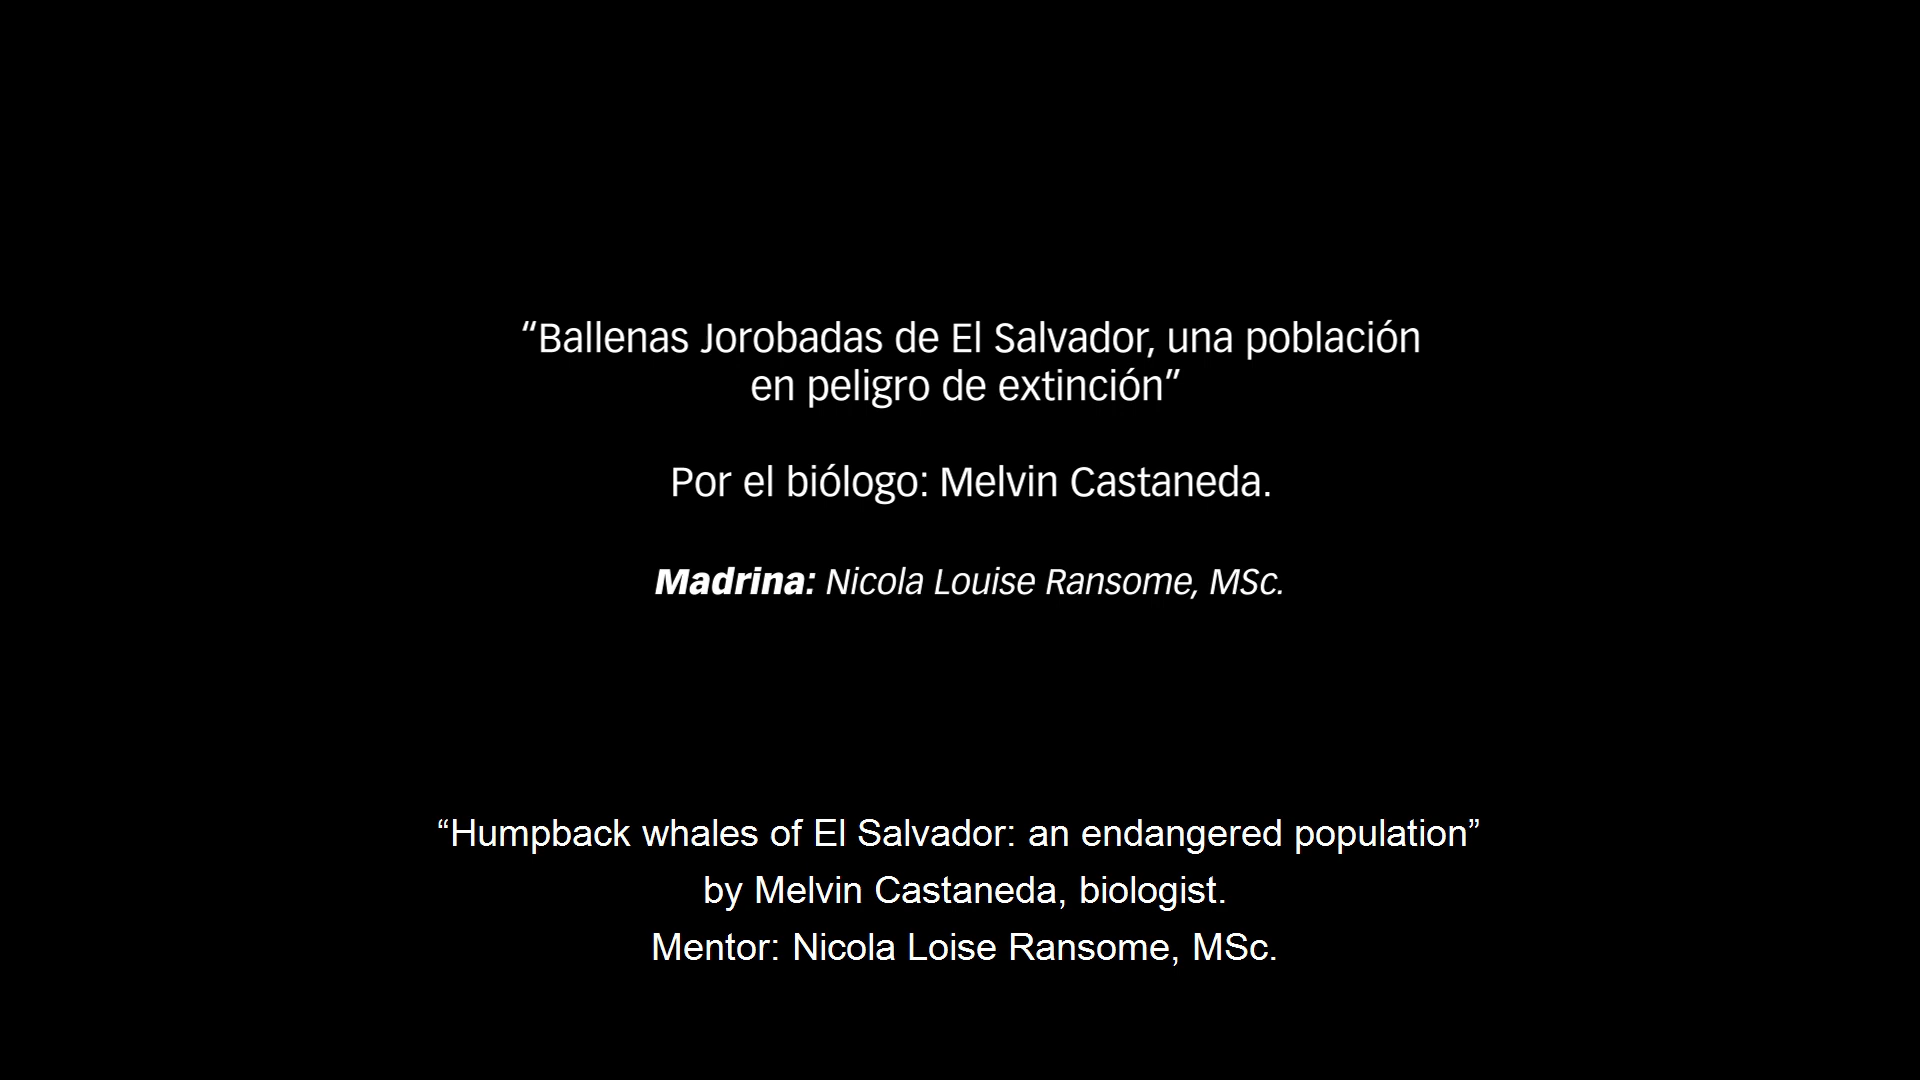 “Ballenas Jorobadas de El Salvador, una población
en peligro de extinción”
Por el biólogo: Melvin Castaneda.
Madrina: Nicola Louise Ransome, MSc.
“Humpback whales of El Salvador: an endangered population”
by Melvin Castaneda, biologist.
Mentor: Nicola Loise Ransome, MSc.